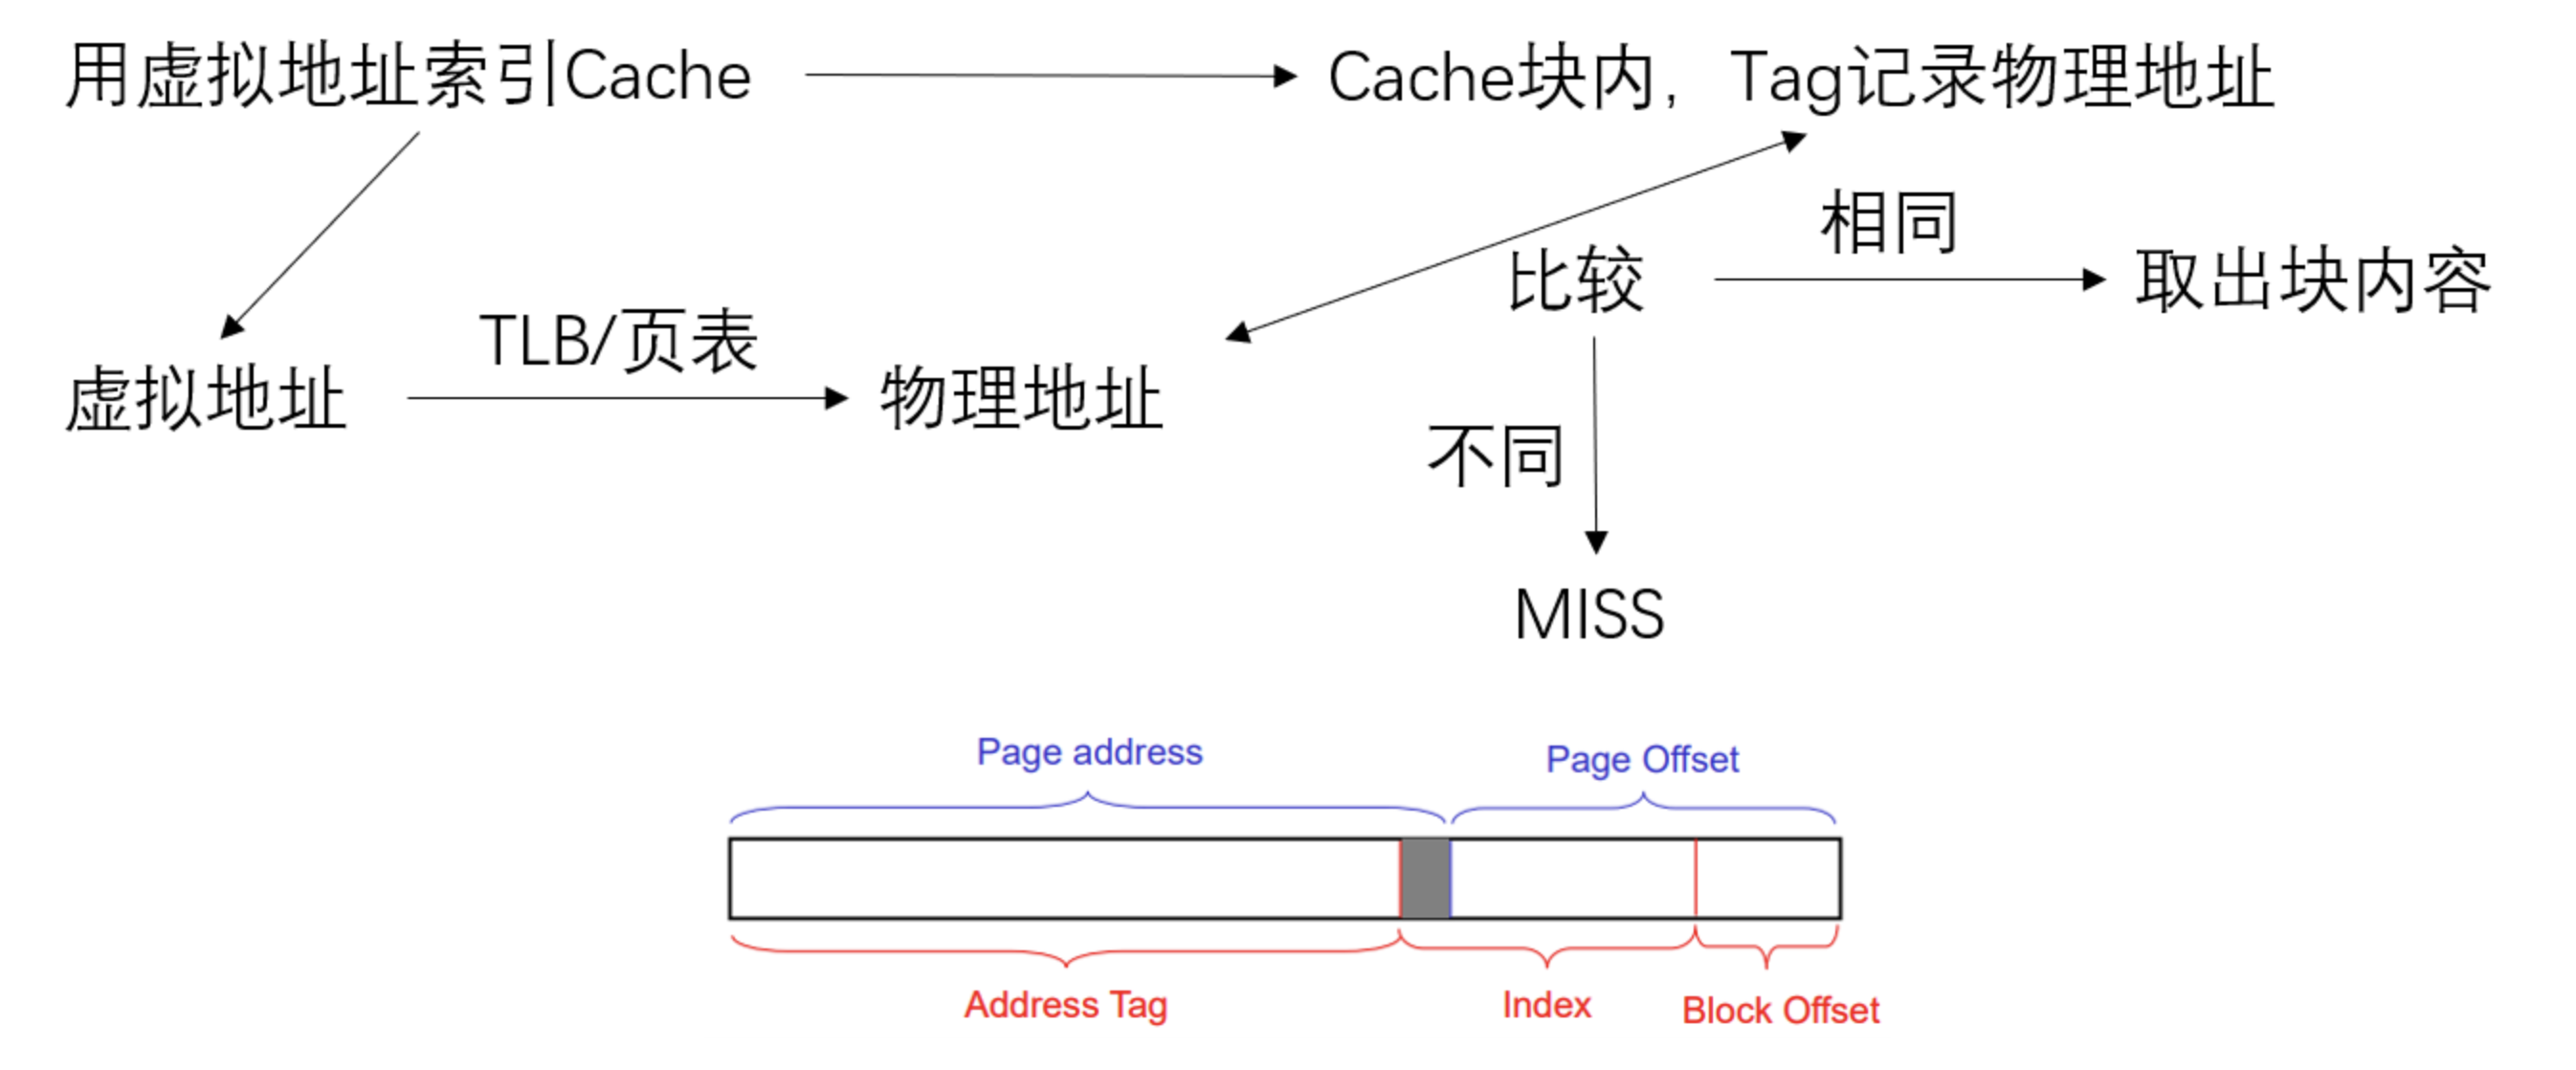 用虚拟地址索引Cache
Cache块内，Tag记录物理地址
相同
比较
取出块内容
TLB/页表
虚拟地址
物理地址
不同
MISS
Page address
Page Offset
Address Tag
Index
Block Offset